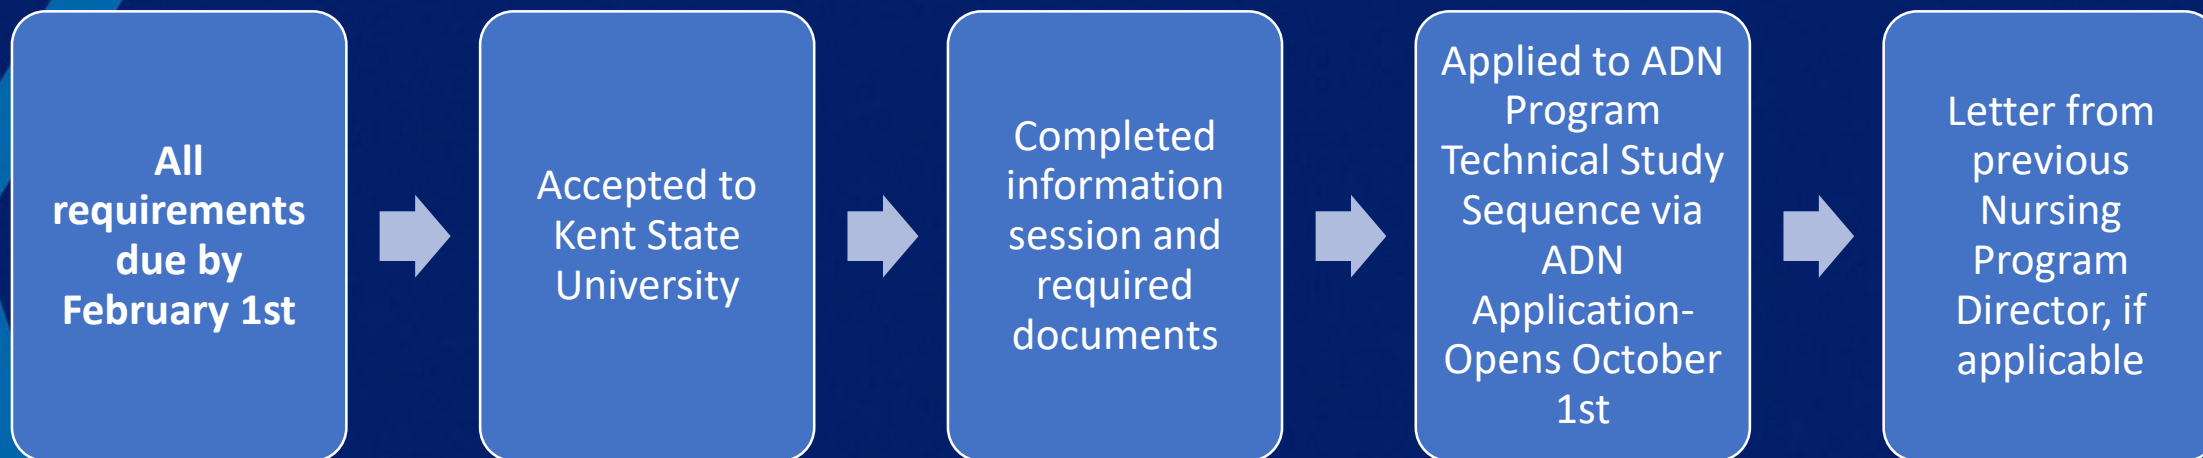 All
requirements
due by
February 1st
Accepted to
Kent State
University
Completed
information
session and
required
documents
Applied to ADN
Program
Technical Study
Sequence via
ADN
Application-
Opens October
1st
Letter from
previous
Nursing
Program
Director, if
applicable